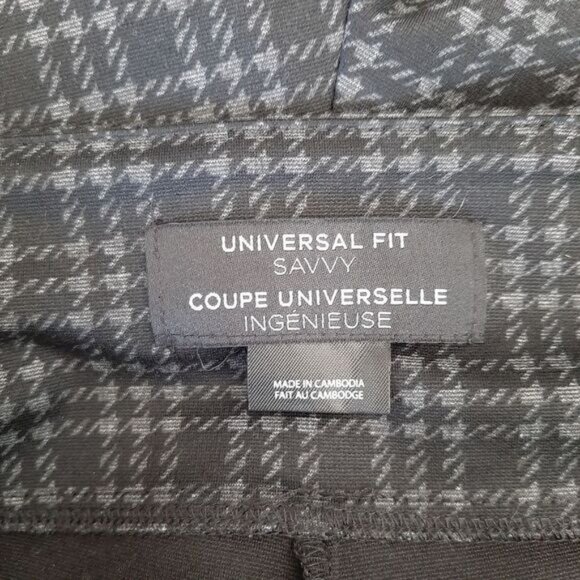 UNIVERSAL FIT
SAVVY
COUPE UNIVERSELLE
INGÉNIEUSE
MADE IN CAMBODIA
FAIT AU CAMBODGE